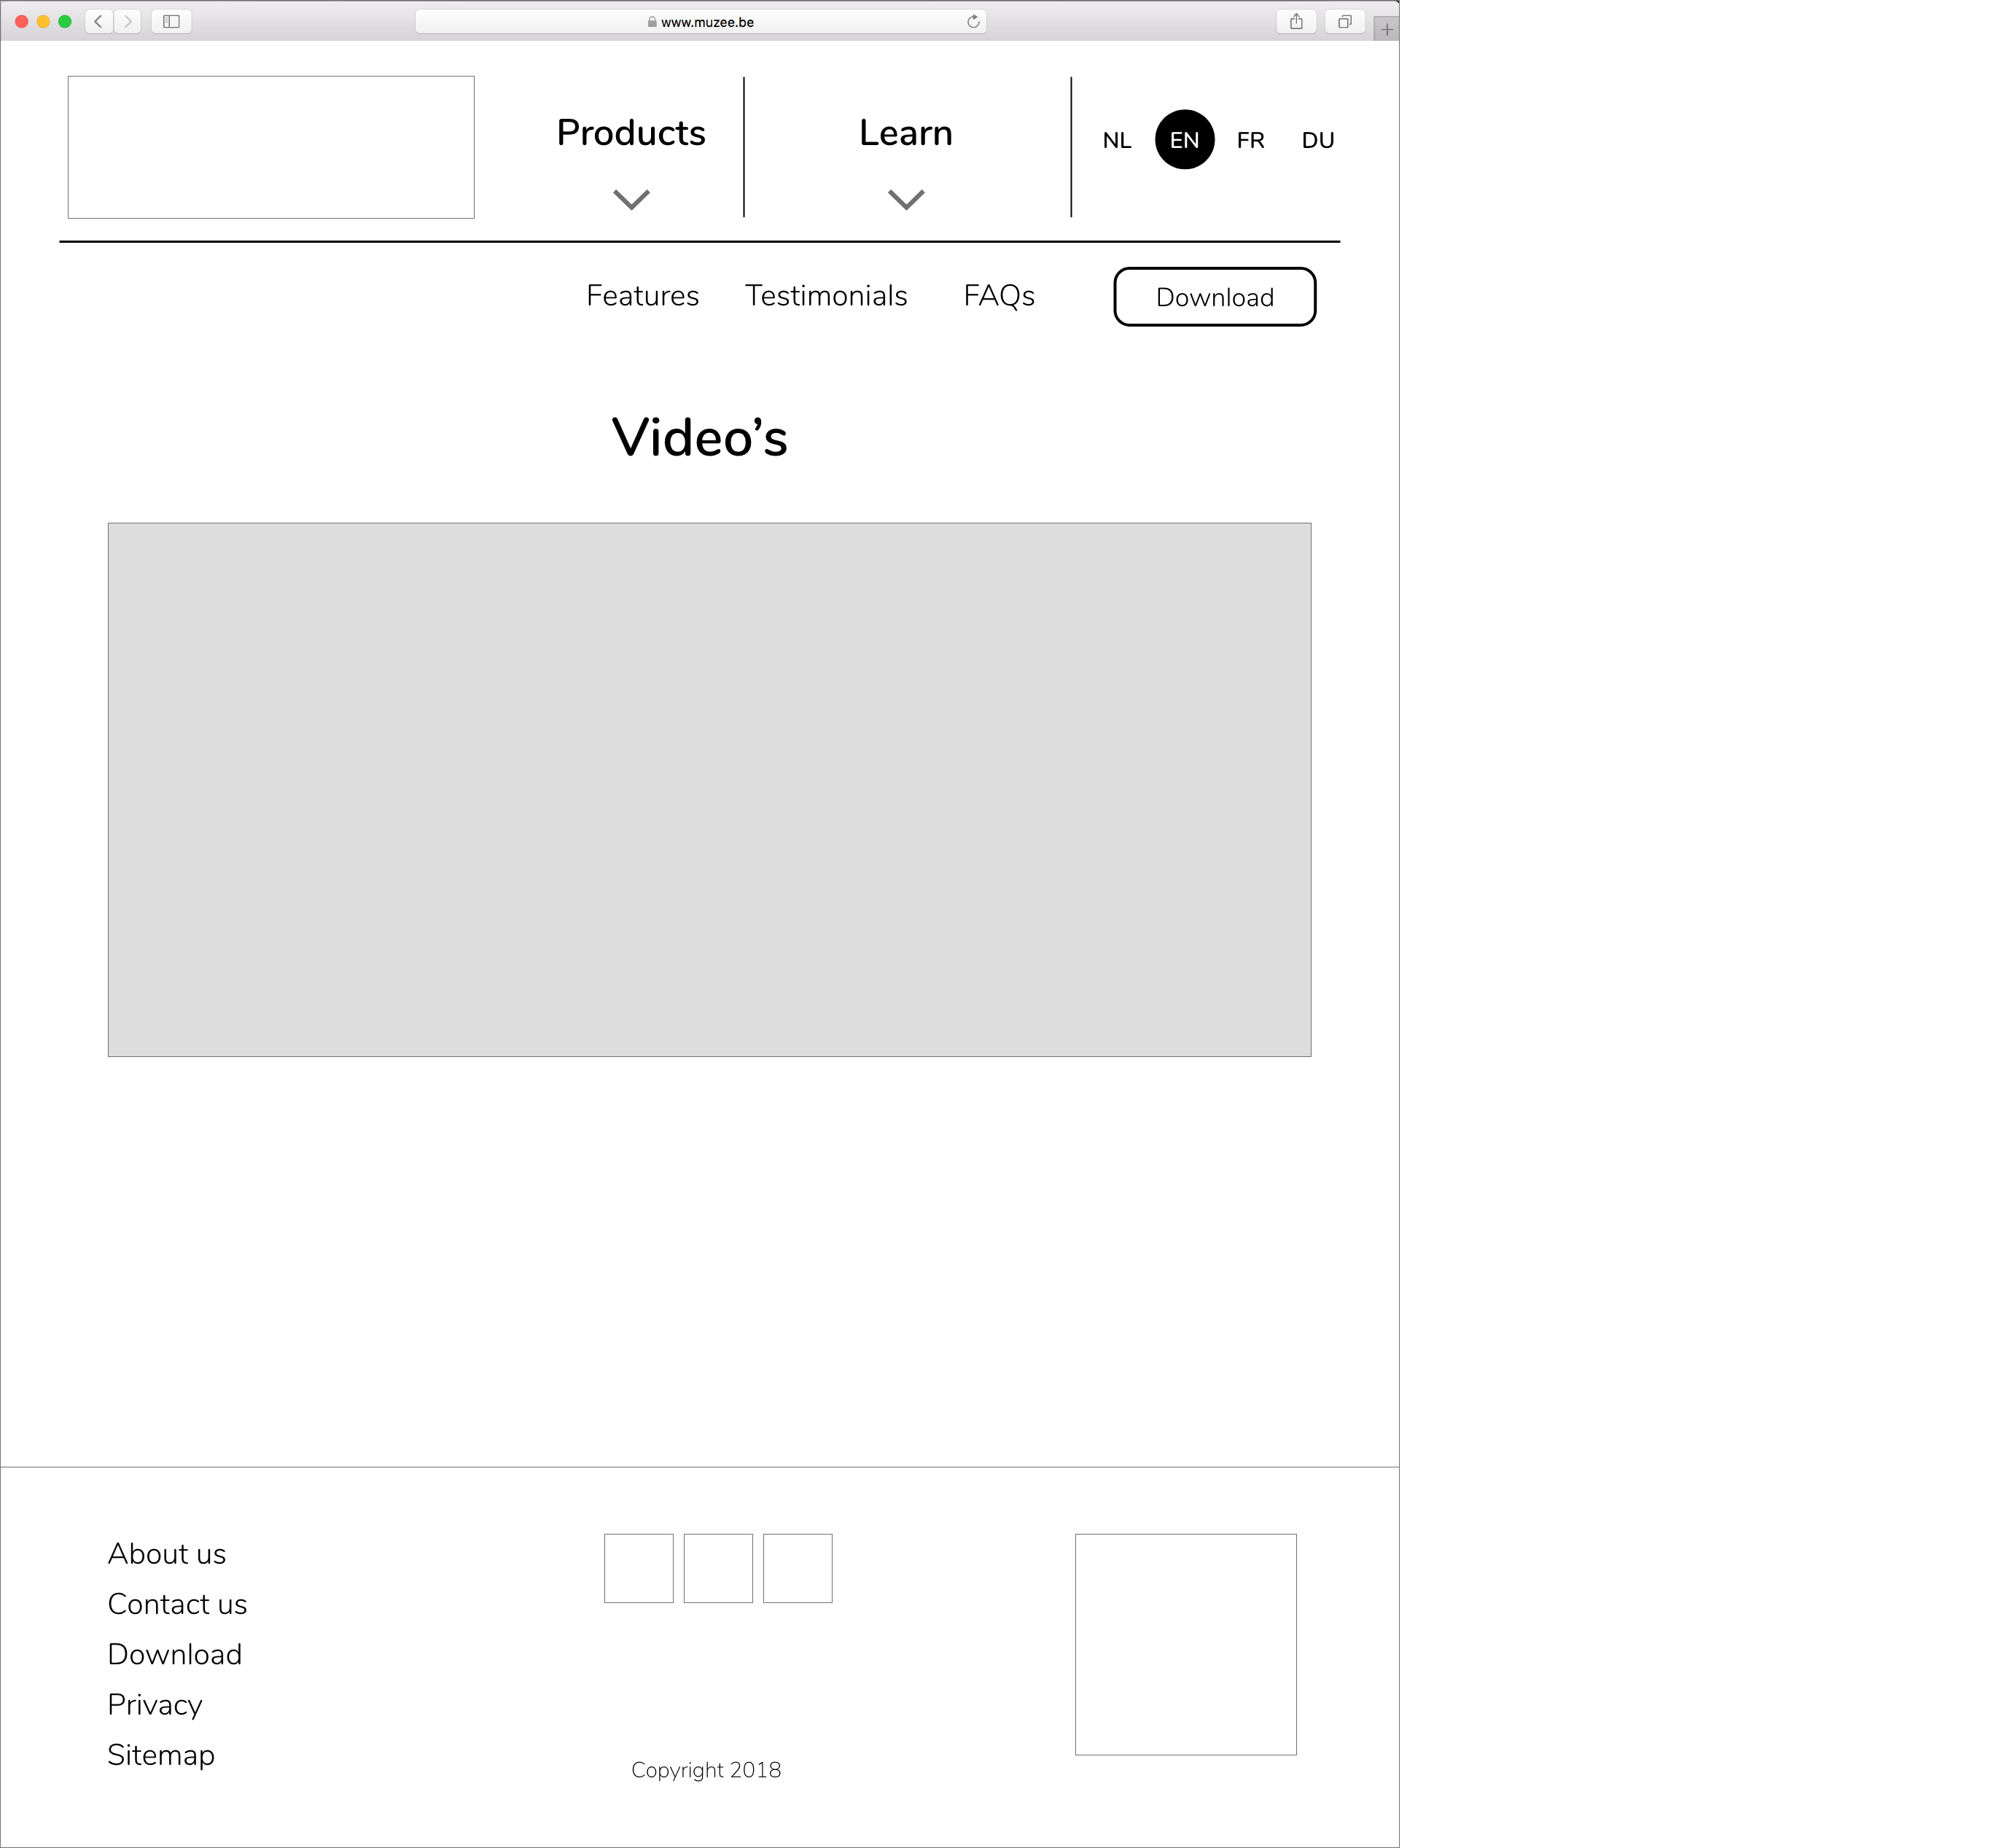 www.muzee.be
Products
Learn
NL EN FR DU
Features Testimonials FAQs Download
Video’s
About us
Contact us
Download
Privacy
Sitemap
Copyright 2018